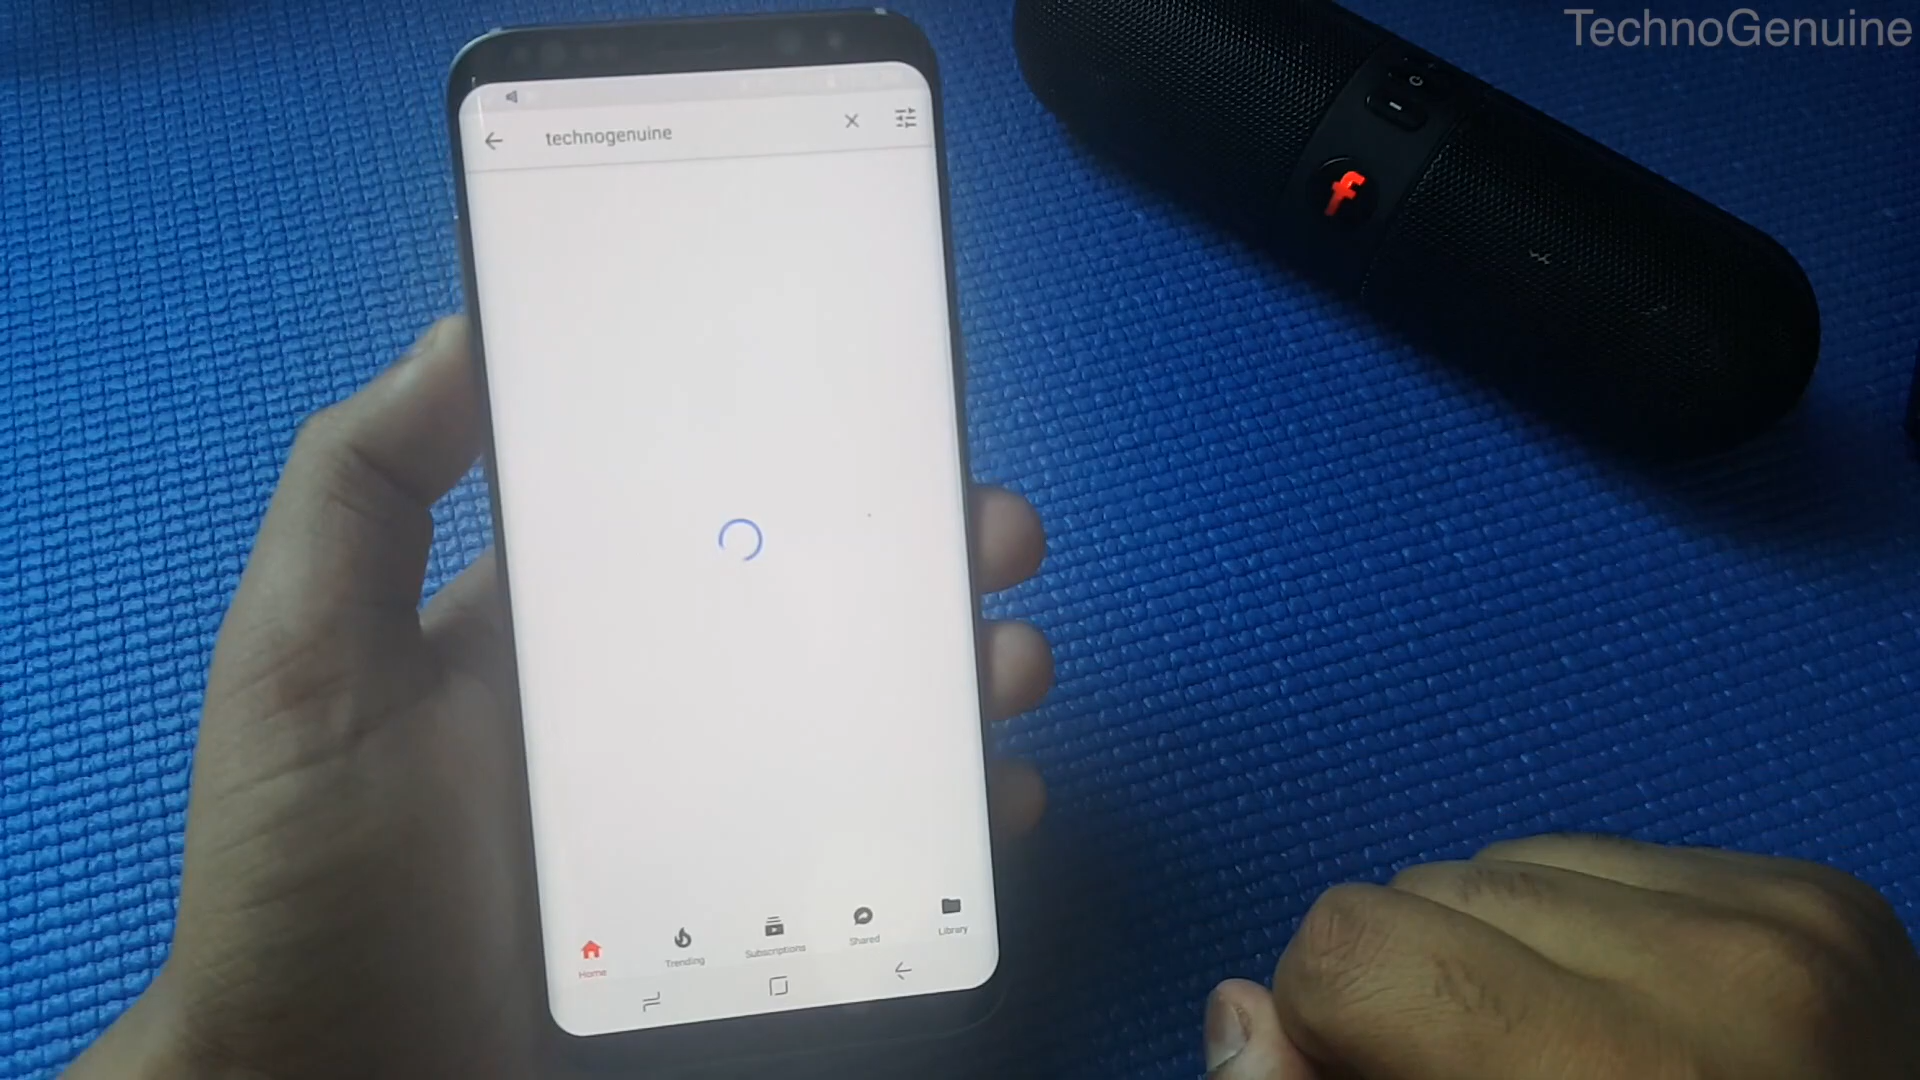 TechnoGenuine
technogenuine
f
Home
Trending
Subscriptions
Shared
Library